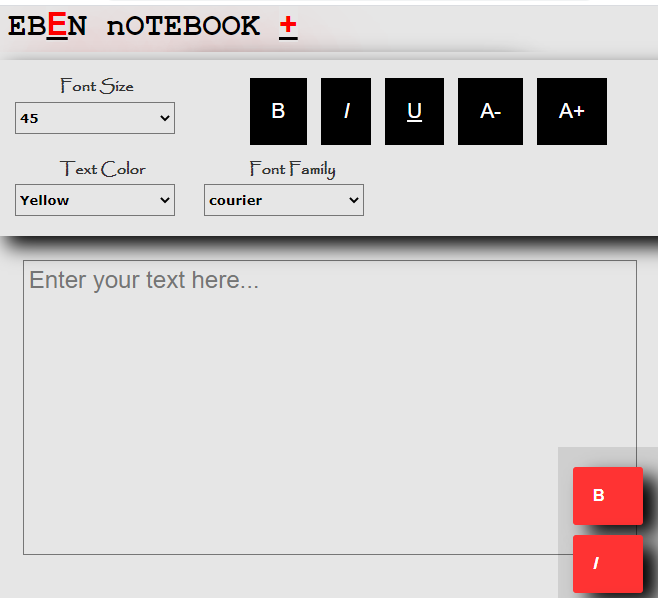 EBEN nOTEBOOK +
Font Size
45
B I U A- A+
Text Color Font Family
Yellow courier
Enter your text here...
B
I